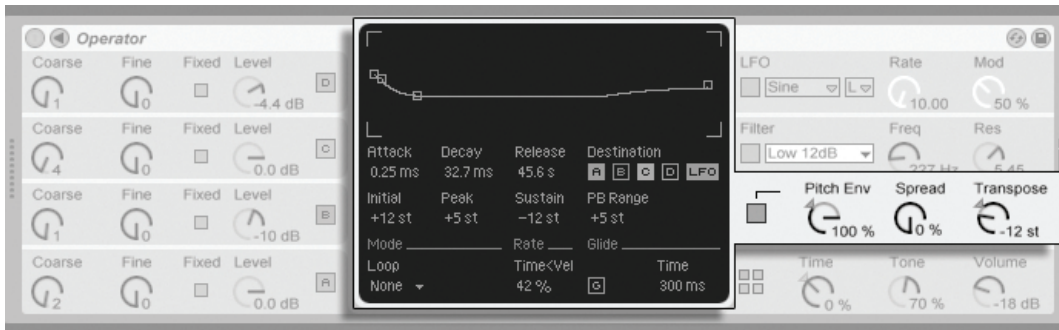 Operator
Coarse Fine Fixed Level
1 0 -4.4 dB D
Coarse Fine Fixed Level
4 0 0.0 dB C
Coarse Fine Fixed Level
1 0 -10 dB B
Coarse Fine Fixed Level
2 0 0.0 dB A
Attack Decay Release Destination
0.25 ms 32.7 ms 45.6 s A B C D LFO
Initial Peak Sustain PB Range
+12 st +5 st -12 st +5 st
Mode Rate Glide
Loop Time<Vel Time
None 42 % G 300 ms
LFO Rate Mod
Sine L 10.00 50 %
Filter Freq Res
Low 12dB 227 Hz 5.45
Pitch Env Spread Transpose
100 % 0 % -12 st
Time Tone Volume
0 % 70 % -18 dB